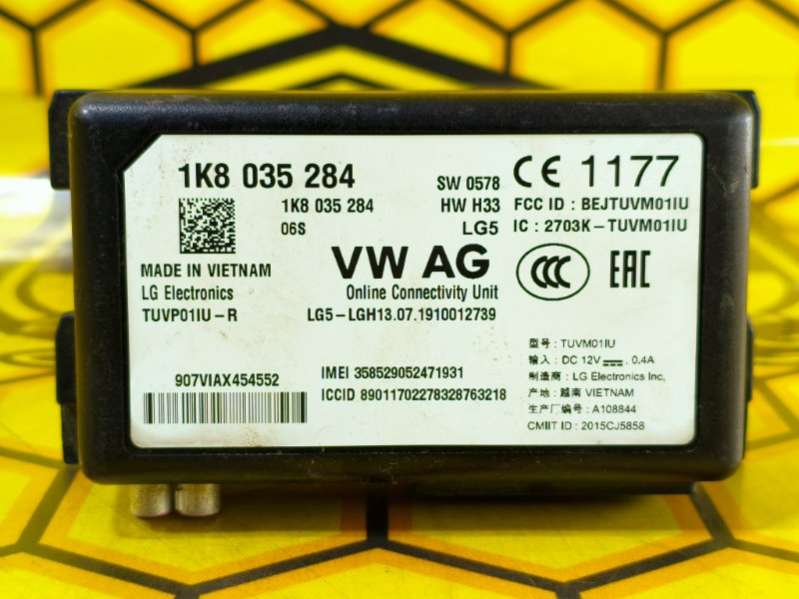 1K8 035 284
1K8 035 284
06S
SW 0578
HW H33
LG5
CE 1177
FCC ID : BEJTUVM01IU
IC : 2703K-TUVM01IU
MADE IN VIETNAM
LG Electronics
TUVP01IU-R
VW AG
Online Connectivity Unit
LG5-LGH13.07.1910012739
CCC
EAC
907VIAX454552
IMEI 358529052471931
ICCID 89011702278328763218
型号: TUVM01IU
输入: DC 12V⎓ 0.4A
制造商: LG Electronics Inc,
产地: 越南 VIETNAM
生产厂编号: A108844
CMIIT ID : 2015CJ5858